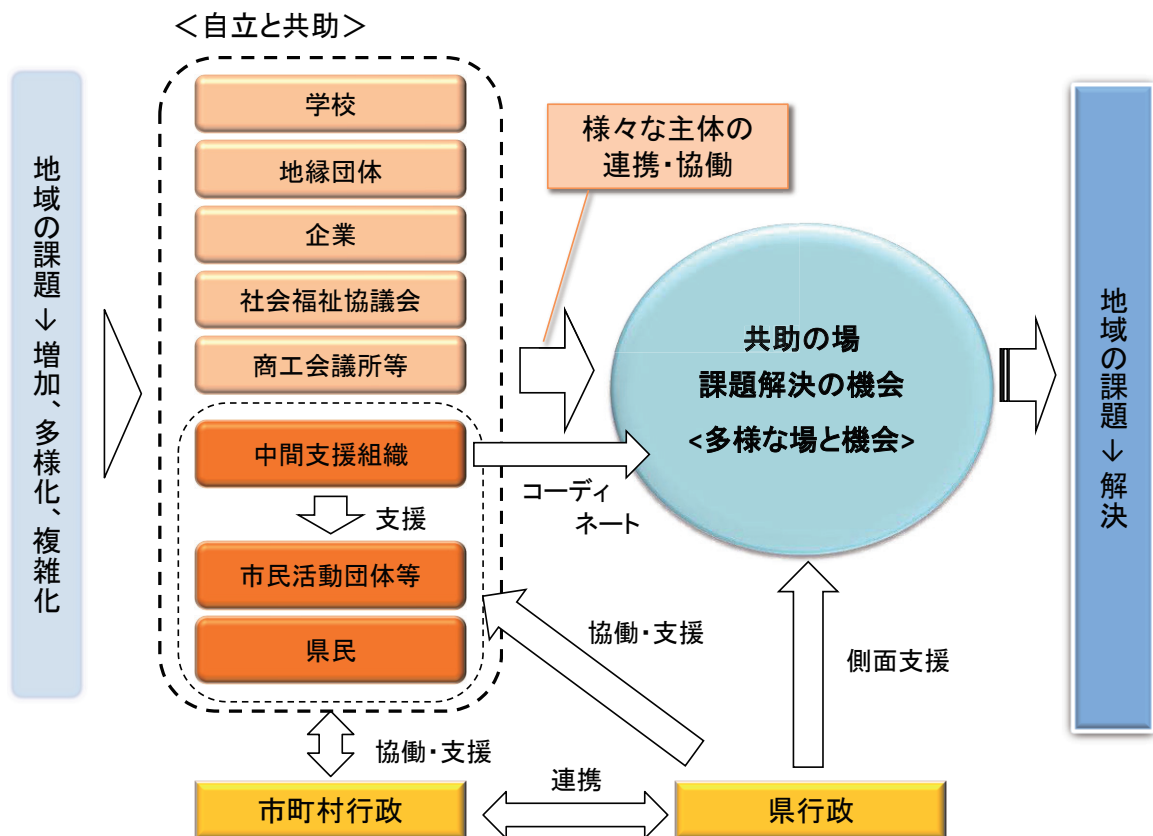 ＜自立と共助＞
地域の課題→増加、多様化、複雑化
学校
地縁団体
企業
社会福祉協議会
商工会議所等
中間支援組織
支援
市民活動団体等
県民
様々な主体の
連携・協働
共助の場
課題解決の機会
<多様な場と機会>
コーディ
ネート
地域の課題→解決
協働・支援
側面支援
協働・支援
連携
市町村行政
県行政